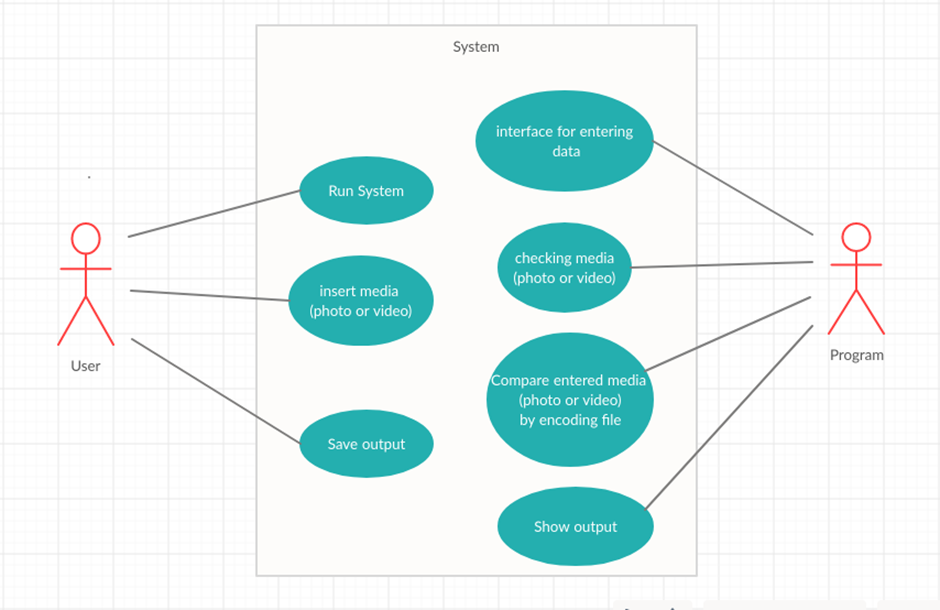 System
interface for entering
data
Run System
checking media
(photo or video)
insert media
(photo or video)
User
Program
Compare entered media
(photo or video)
by encoding file
Save output
Show output